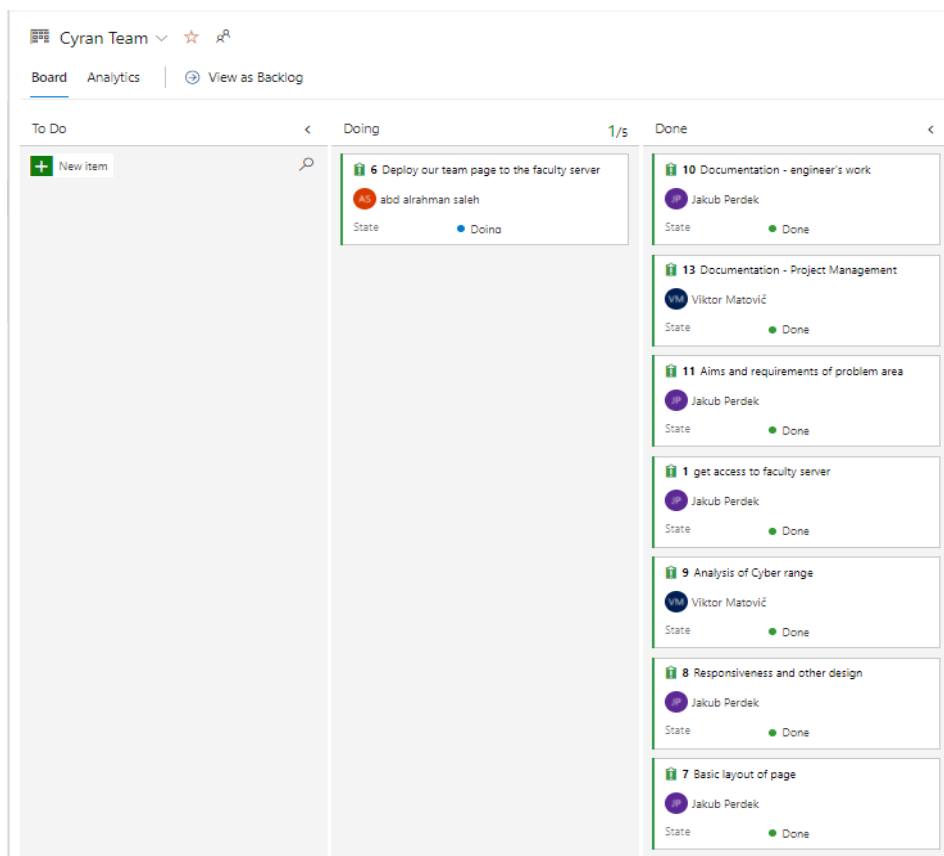 Cyran Team
Board Analytics View as Backlog
To Do
New item
Doing 1/5
6 Deploy our team page to the faculty server
AS abd alrahman saleh
State Doing
Done
10 Documentation - engineer's work
JP Jakub Perdek
State Done
13 Documentation - Project Management
VM Viktor Matovič
State Done
11 Aims and requirements of problem area
JP Jakub Perdek
State Done
1 get access to faculty server
JP Jakub Perdek
State Done
9 Analysis of Cyber range
VM Viktor Matovič
State Done
8 Responsiveness and other design
JP Jakub Perdek
State Done
7 Basic layout of page
JP Jakub Perdek
State Done